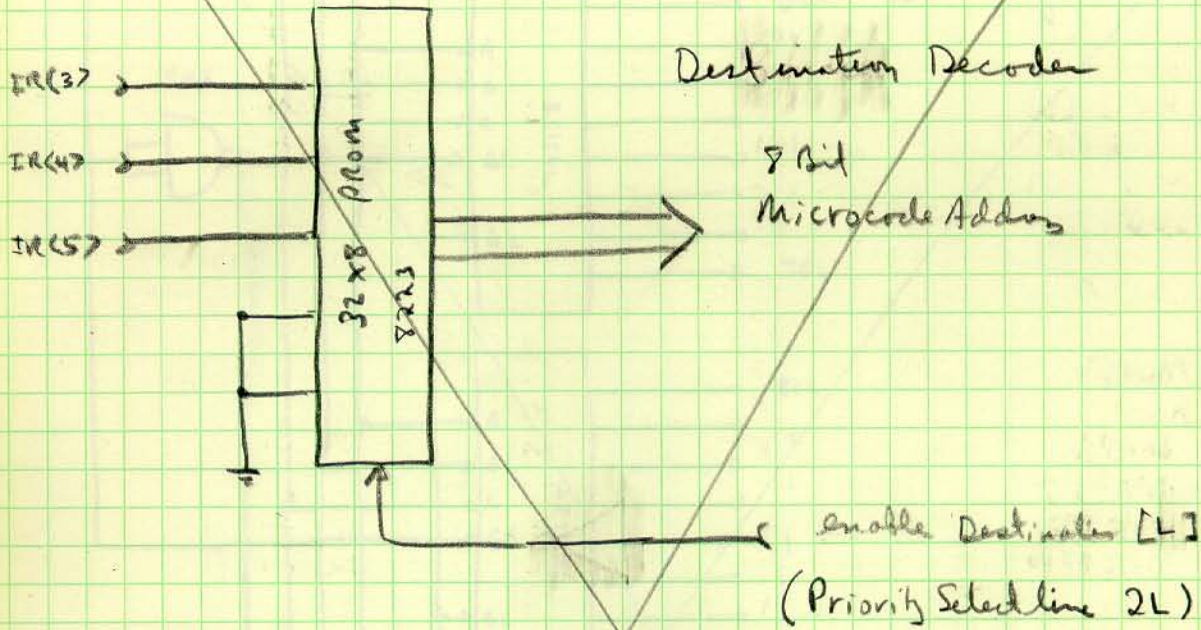 Destination Decoder
IR<3>
IR<4>
IR<5>
32 x 8 PROM
8223
8 Bit
Microcode Address
enable Destination [L]
(Priority Select line 2L)